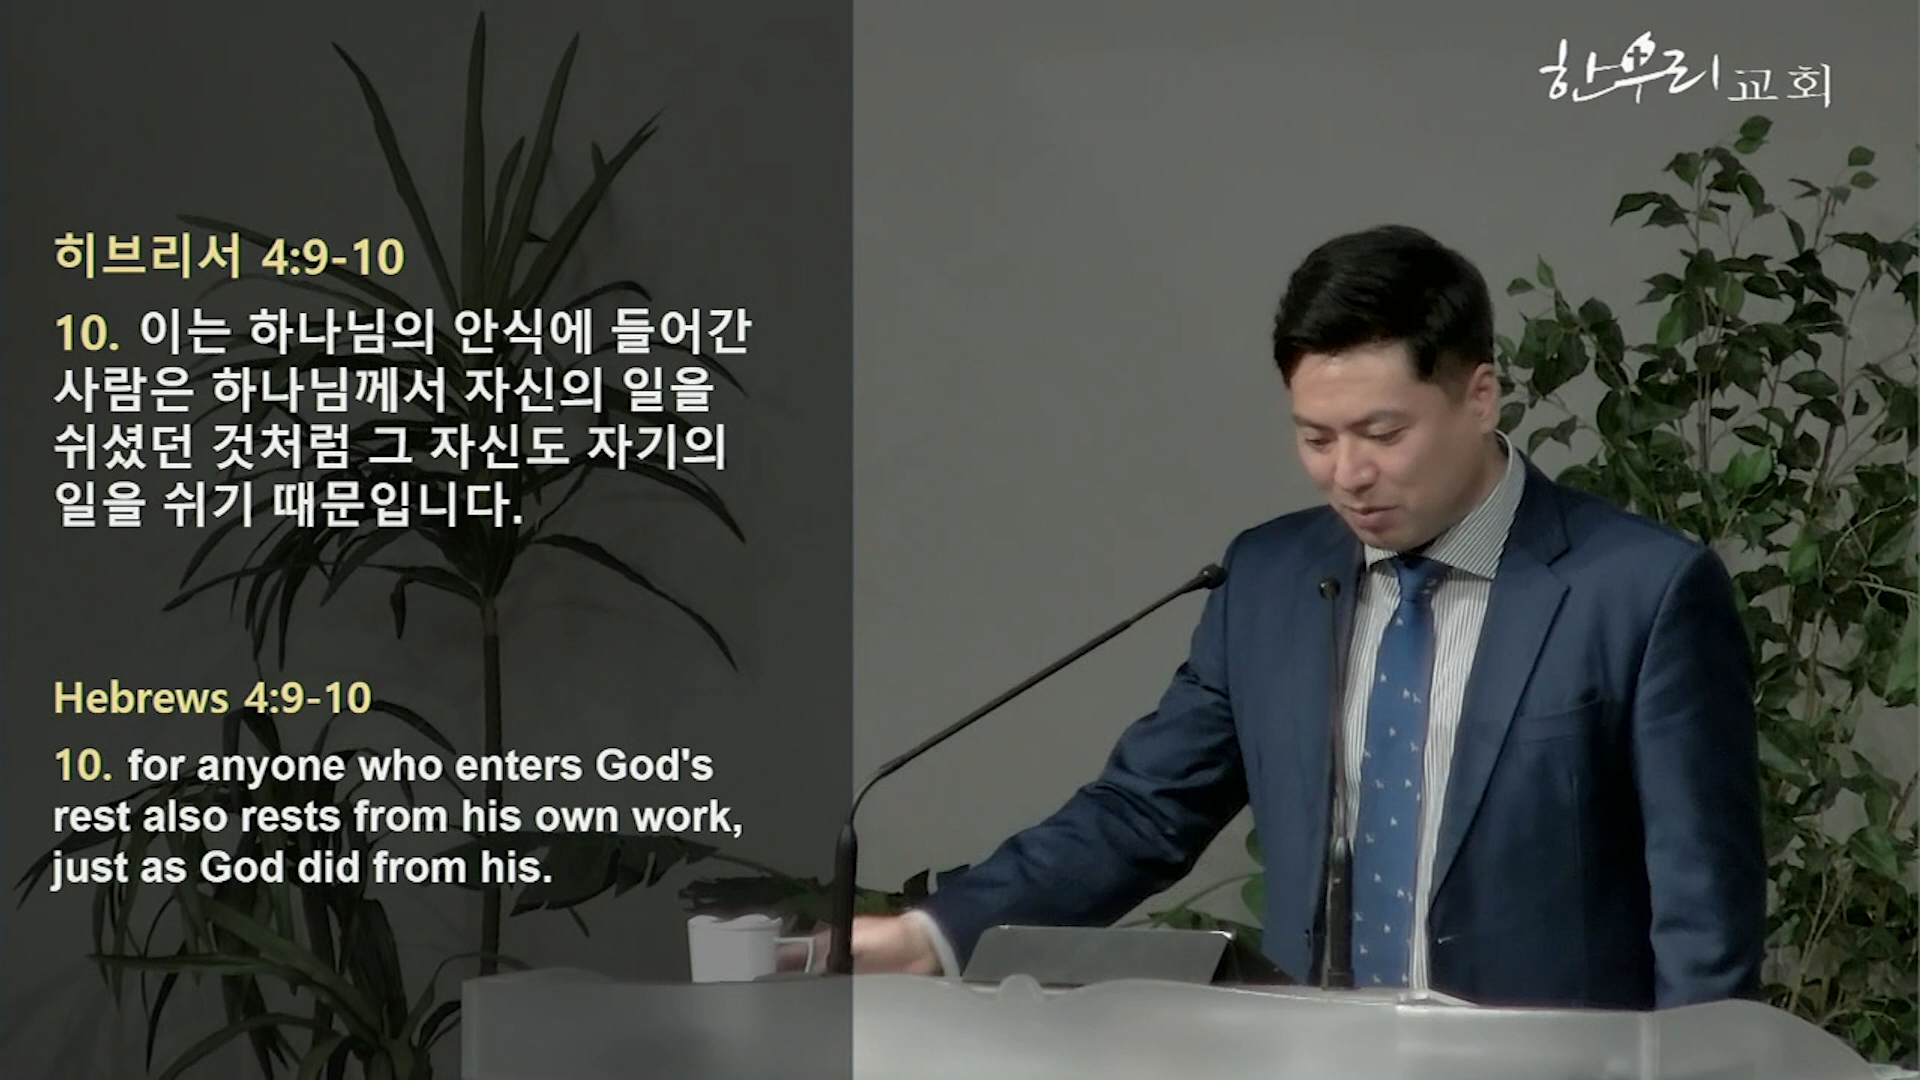 한우리교회
히브리서 4:9-10
10. 이는 하나님의 안식에 들어간
사람은 하나님께서 자신의 일을
쉬셨던 것처럼 그 자신도 자기의
일을 쉬기 때문입니다.
Hebrews 4:9-10
10. for anyone who enters God's
rest also rests from his own work,
just as God did from his.